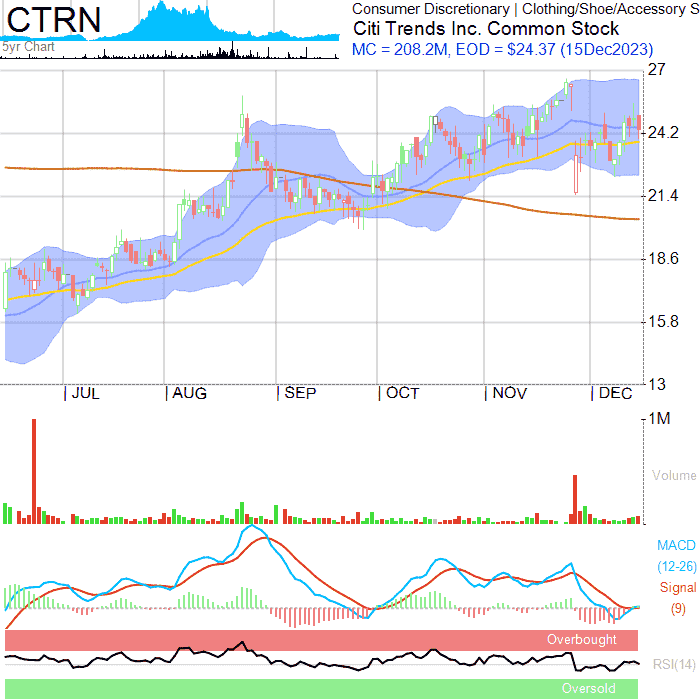 CTRN
5yr Chart
Consumer Discretionary | Clothing/Shoe/Accessory S
Citi Trends Inc. Common Stock
MC = 208.2M, EOD = $24.37 (15Dec2023)
27
24.2
21.4
18.6
15.8
13
JUL
AUG
SEP
OCT
NOV
DEC
1M
Volume
MACD
(12-26)
Signal
(9)
Overbought
RSI(14)
Oversold